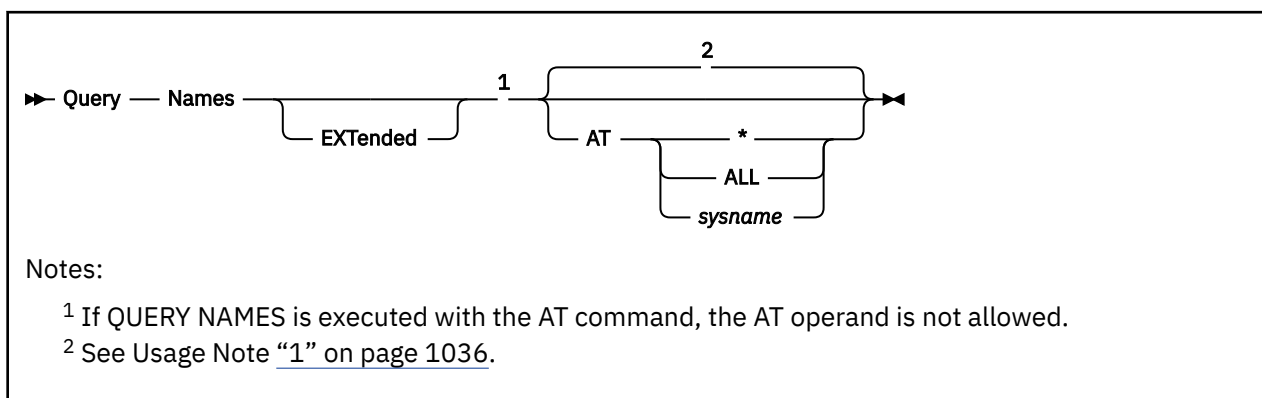 2
1
Query Names
EXTended AT *
ALL
sysname
Notes:
1 If QUERY NAMES is executed with the AT command, the AT operand is not allowed.
2 See Usage Note “1” on page 1036.